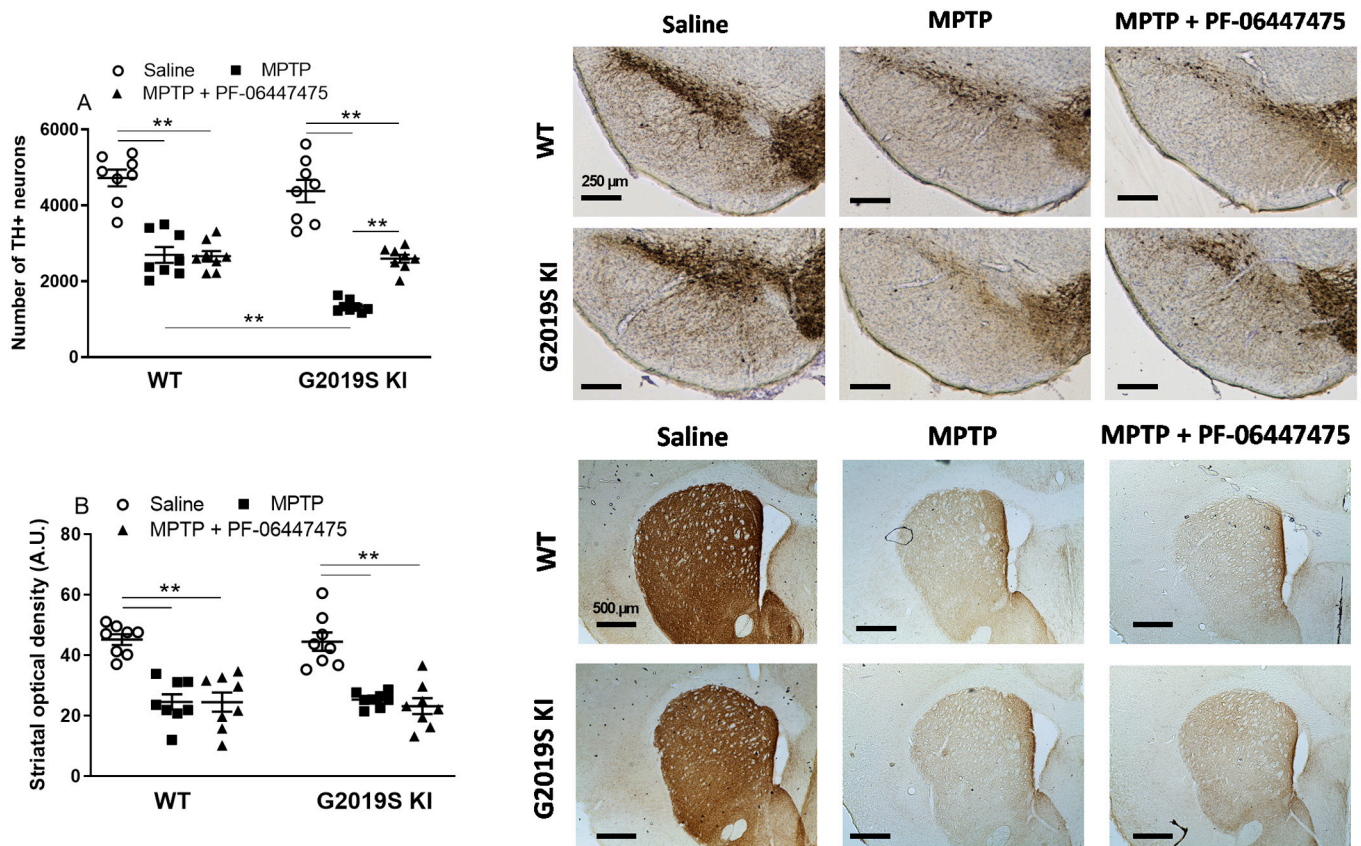 A
○ Saline ■ MPTP
▲ MPTP + PF-06447475
Number of TH+ neurons
6000
4000
2000
0
**
**
**
**
WT
G2019S KI
Saline
MPTP
MPTP + PF-06447475
WT
250 µm
G2019S KI
B
○ Saline ■ MPTP
▲ MPTP + PF-06447475
Striatal optical density (A.U.)
80
60
40
20
0
**
**
WT
G2019S KI
Saline
MPTP
MPTP + PF-06447475
WT
500 µm
G2019S KI